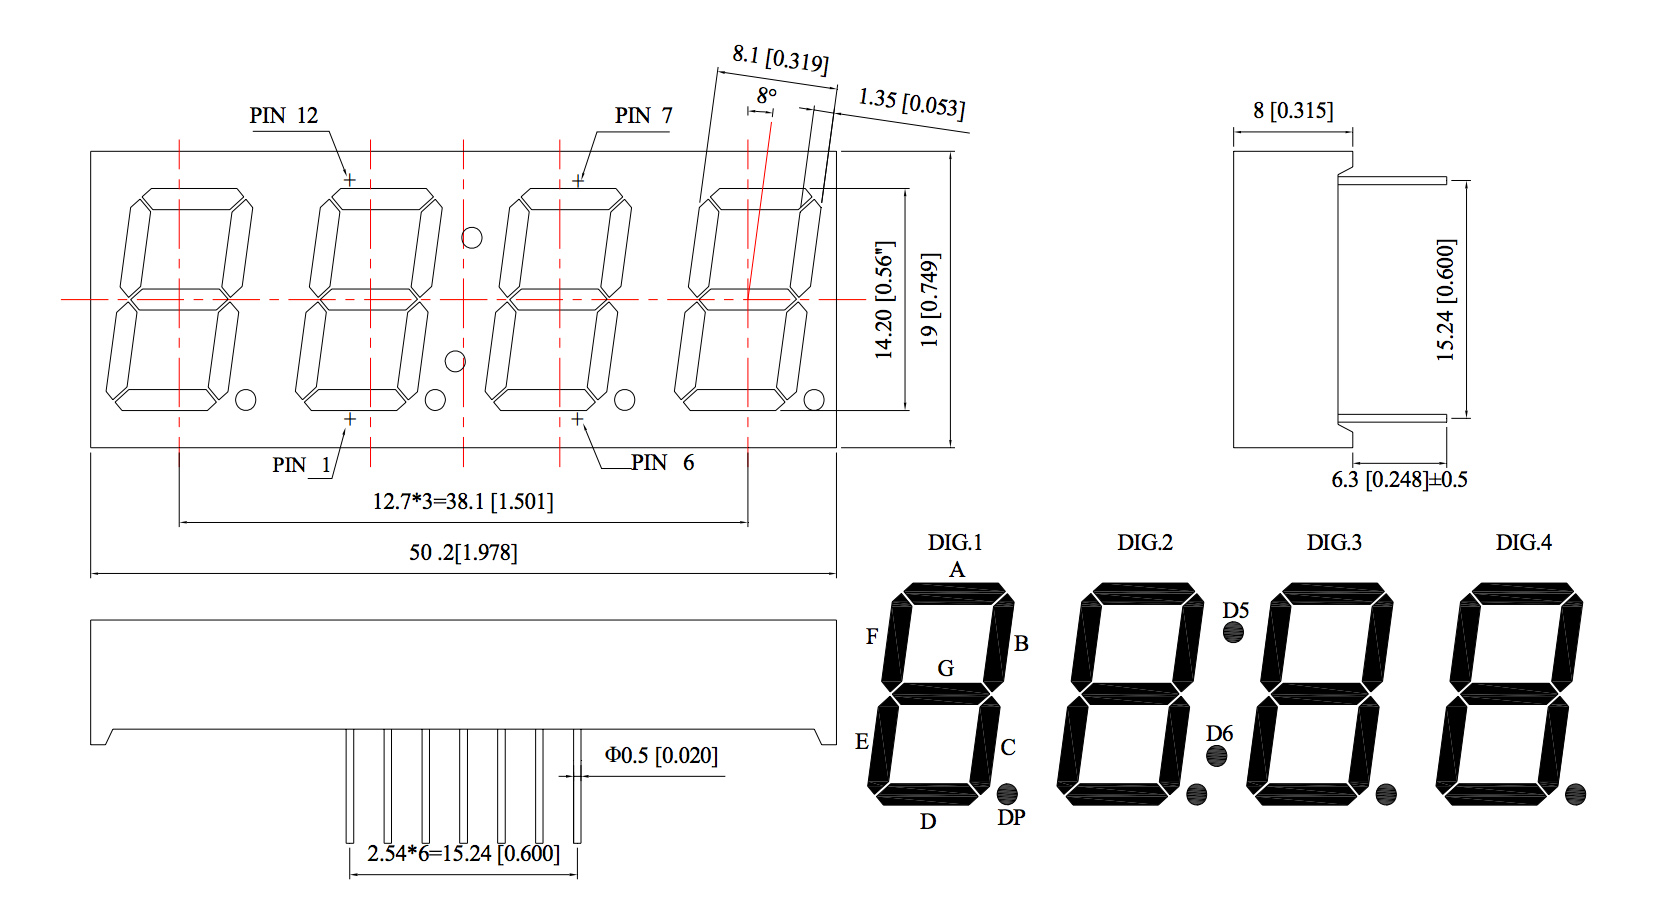 8.1 [0.319]
8°
1.35 [0.053]
PIN 12
PIN 7
8 [0.315]
14.20 [0.56"]
19 [0.749]
15.24 [0.600]
PIN 1
PIN 6
6.3 [0.248]±0.5
12.7*3=38.1 [1.501]
50 .2[1.978]
DIG.1
DIG.2
DIG.3
DIG.4
A
D5
F
B
G
D6
E
C
Φ0.5 [0.020]
D
DP
2.54*6=15.24 [0.600]